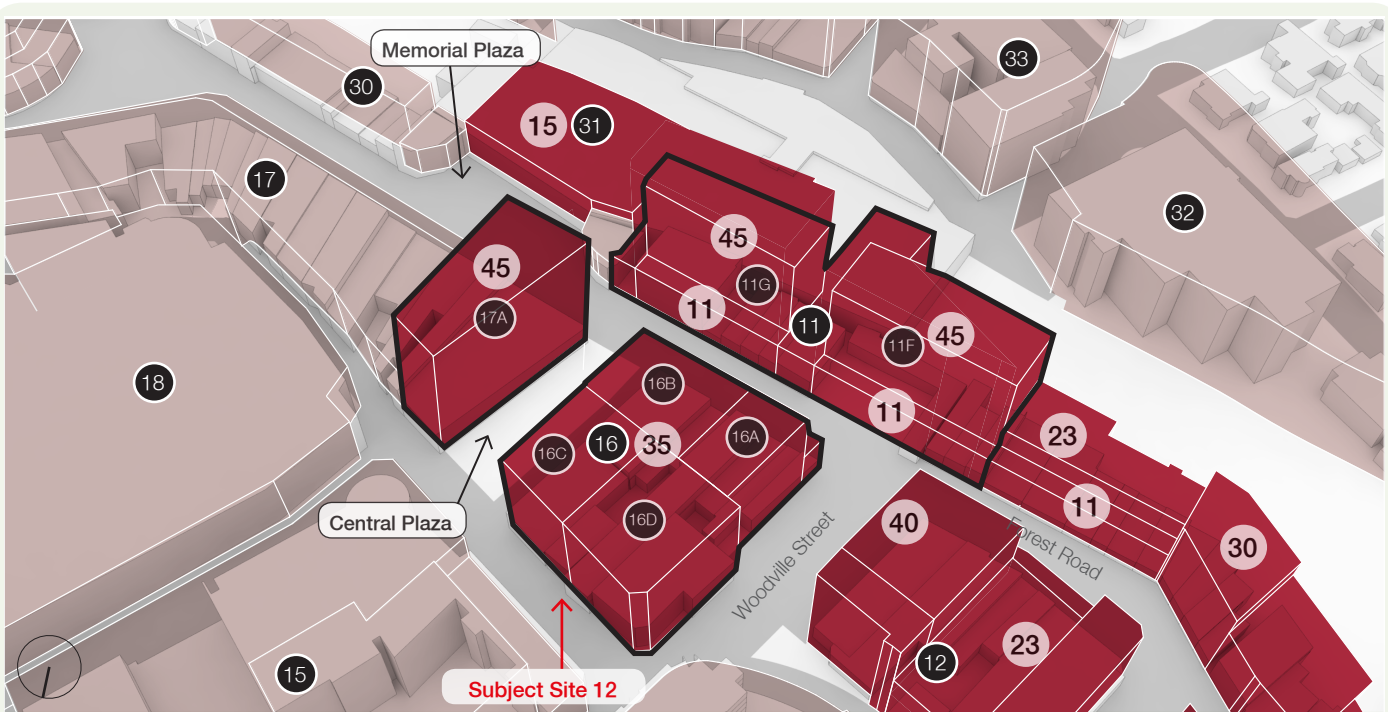 Memorial Plaza
33
30
15
31
17
32
45
45
11G
11
11
17A
11F
45
18
16B
11
16A
16C
16
35
23
11
16D
Central Plaza
40
Forest Road
30
Woodville Street
12
23
15
Subject Site 12